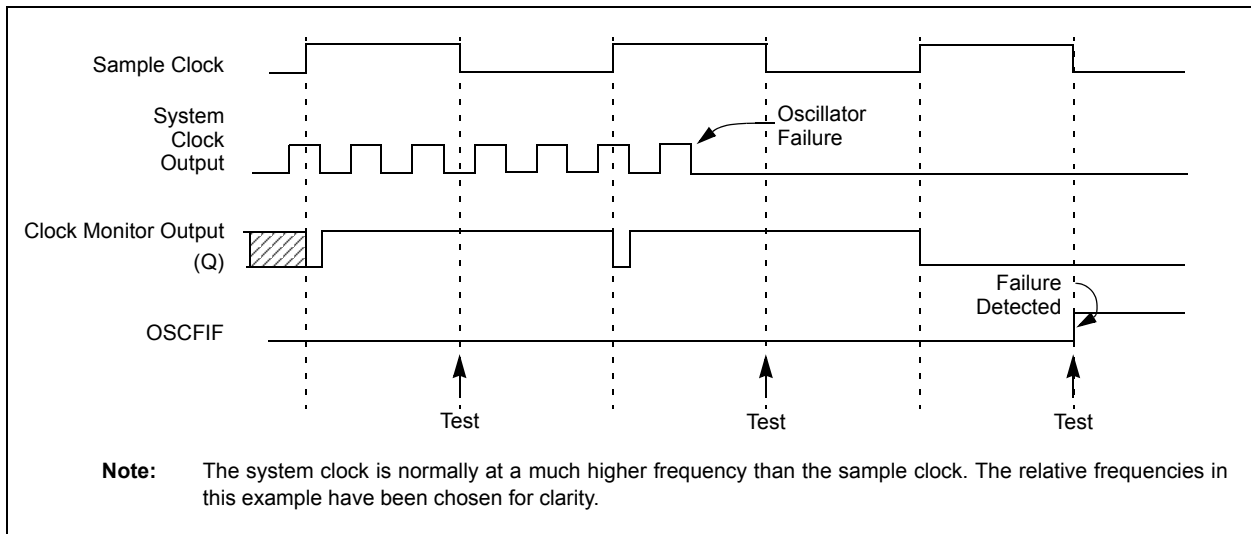 Sample Clock
System
Clock
Output
Oscillator
Failure
Clock Monitor Output
(Q)
Failure
Detected
OSCFIF
Test
Test
Test
Note: The system clock is normally at a much higher frequency than the sample clock. The relative frequencies in
this example have been chosen for clarity.